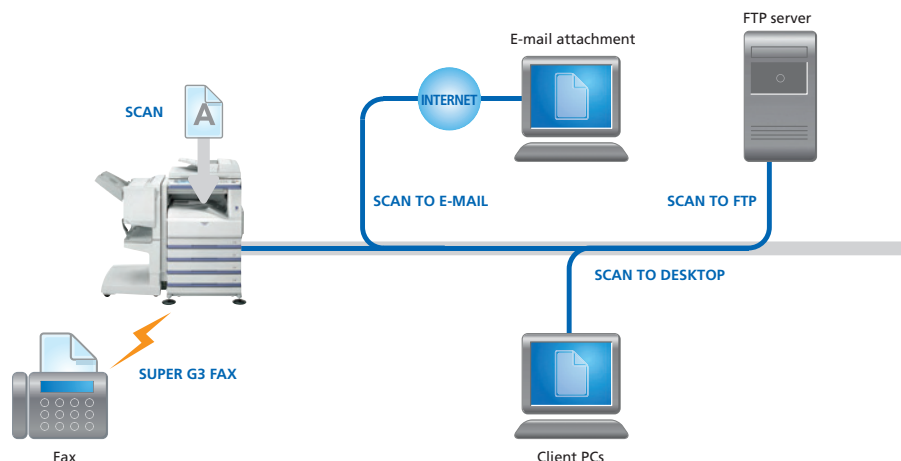 FTP server
E-mail attachment
INTERNET
SCAN
A
SCAN TO E-MAIL
SCAN TO FTP
SCAN TO DESKTOP
SUPER G3 FAX
Fax
Client PCs